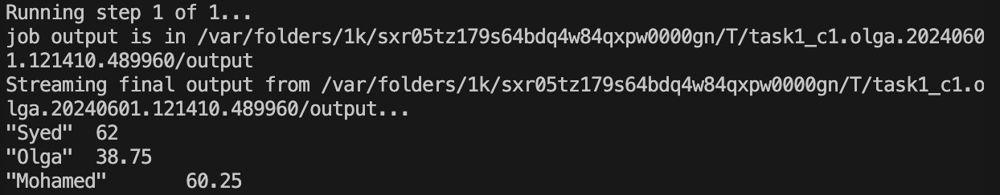 Running step 1 of 1...
job output is in /var/folders/1k/sxr05tz179s64bdq4w84qxpw0000gn/T/task1_c1.olga.2024060
1.121410.489960/output
Streaming final output from /var/folders/1k/sxr05tz179s64bdq4w84qxpw0000gn/T/task1_c1.o
lga.20240601.121410.489960/output...
"Syed"	62
"Olga"	38.75
"Mohamed"	60.25